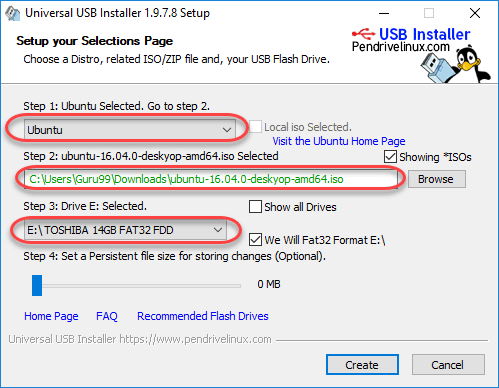 Universal USB Installer 1.9.7.8 Setup
Setup your Selections Page
Choose a Distro, related ISO/ZIP file and, your USB Flash Drive.
USB Installer
Pendrivelinux.com
Step 1: Ubuntu Selected. Go to step 2.
Ubuntu
Local iso Selected.
Visit the Ubuntu Home Page
Step 2: ubuntu-16.04.0-deskyop-amd64.iso Selected
Showing *ISOs
C:\Users\Guru99\Downloads\ubuntu-16.04.0-deskyop-amd64.iso
Browse
Step 3: Drive E: Selected.
Show all Drives
E:\ TOSHIBA 14GB FAT32 FDD
We Will Fat32 Format E:\
Step 4: Set a Persistent file size for storing changes (Optional).
0 MB
Home Page FAQ Recommended Flash Drives
Universal USB Installer https://www.pendrivelinux.com
Create
Cancel